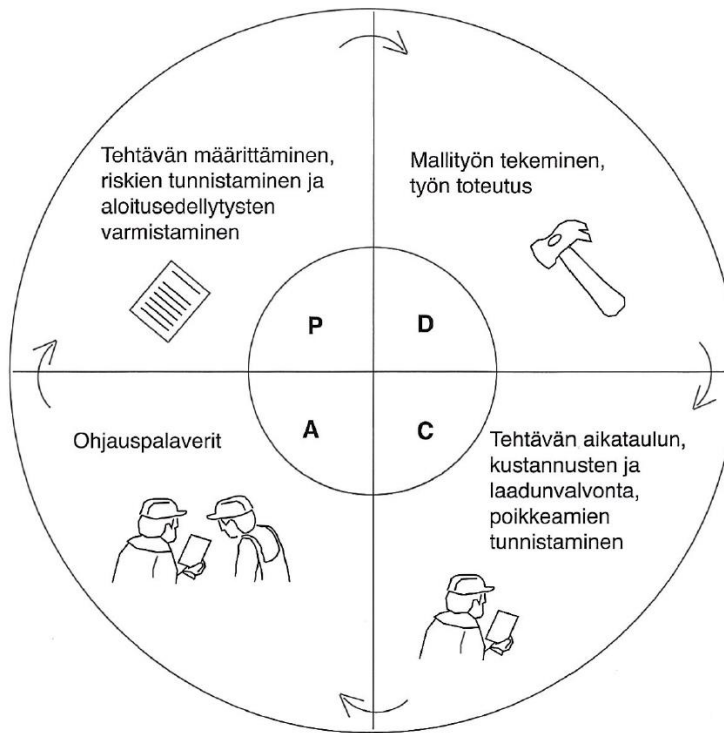 Tehtävän määrittäminen,
riskien tunnistaminen ja
aloitusedellytysten
varmistaminen
Mallityön tekeminen,
työn toteutus
P
D
A
C
Ohjauspalaverit
Tehtävän aikataulun,
kustannusten ja
laadunvalvonta,
poikkeamien
tunnistaminen